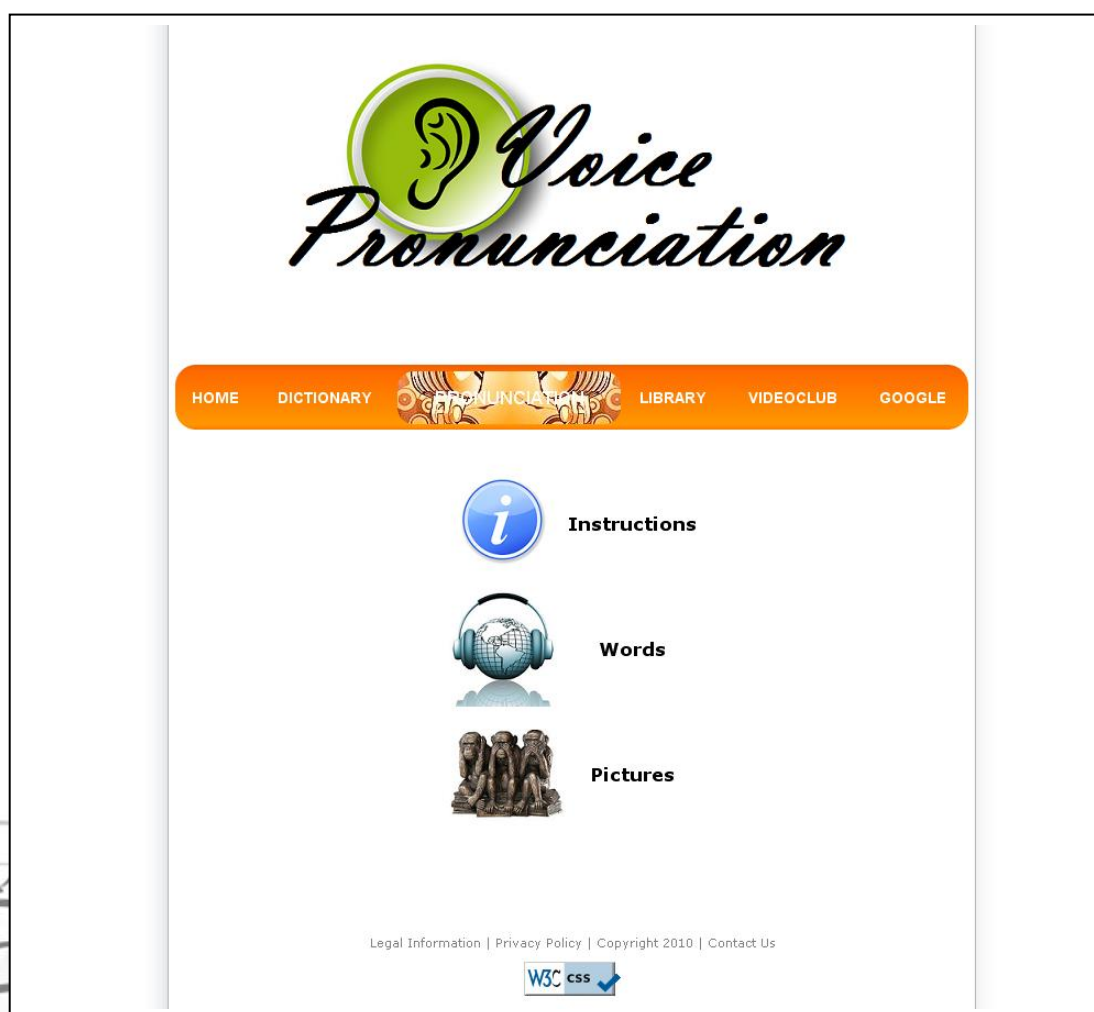 Voice
Pronunciation
HOME DICTIONARY PRONUNCIATION LIBRARY VIDEOCLUB GOOGLE
i Instructions
Words
Pictures
Legal Information | Privacy Policy | Copyright 2010 | Contact Us
W3C css